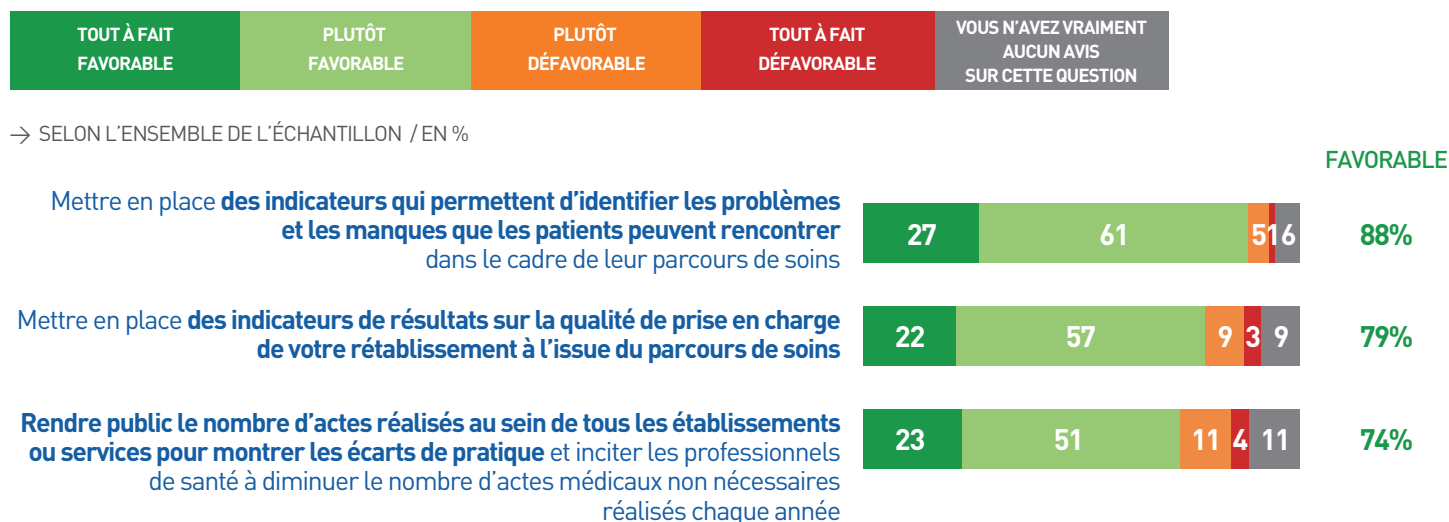 TOUT À FAIT
FAVORABLE
PLUTÔT
FAVORABLE
PLUTÔT
DÉFAVORABLE
TOUT À FAIT
DÉFAVORABLE
VOUS N'AVEZ VRAIMENT
AUCUN AVIS
SUR CETTE QUESTION
→ SELON L'ENSEMBLE DE L'ÉCHANTILLON / EN %
FAVORABLE
Mettre en place des indicateurs qui permettent d'identifier les problèmes
et les manques que les patients peuvent rencontrer
dans le cadre de leur parcours de soins
27 61 5 1 6 88%
Mettre en place des indicateurs de résultats sur la qualité de prise en charge
de votre rétablissement à l'issue du parcours de soins
22 57 9 3 9 79%
Rendre public le nombre d'actes réalisés au sein de tous les établissements
ou services pour montrer les écarts de pratique et inciter les professionnels
de santé à diminuer le nombre d'actes médicaux non nécessaires
réalisés chaque année
23 51 11 4 11 74%